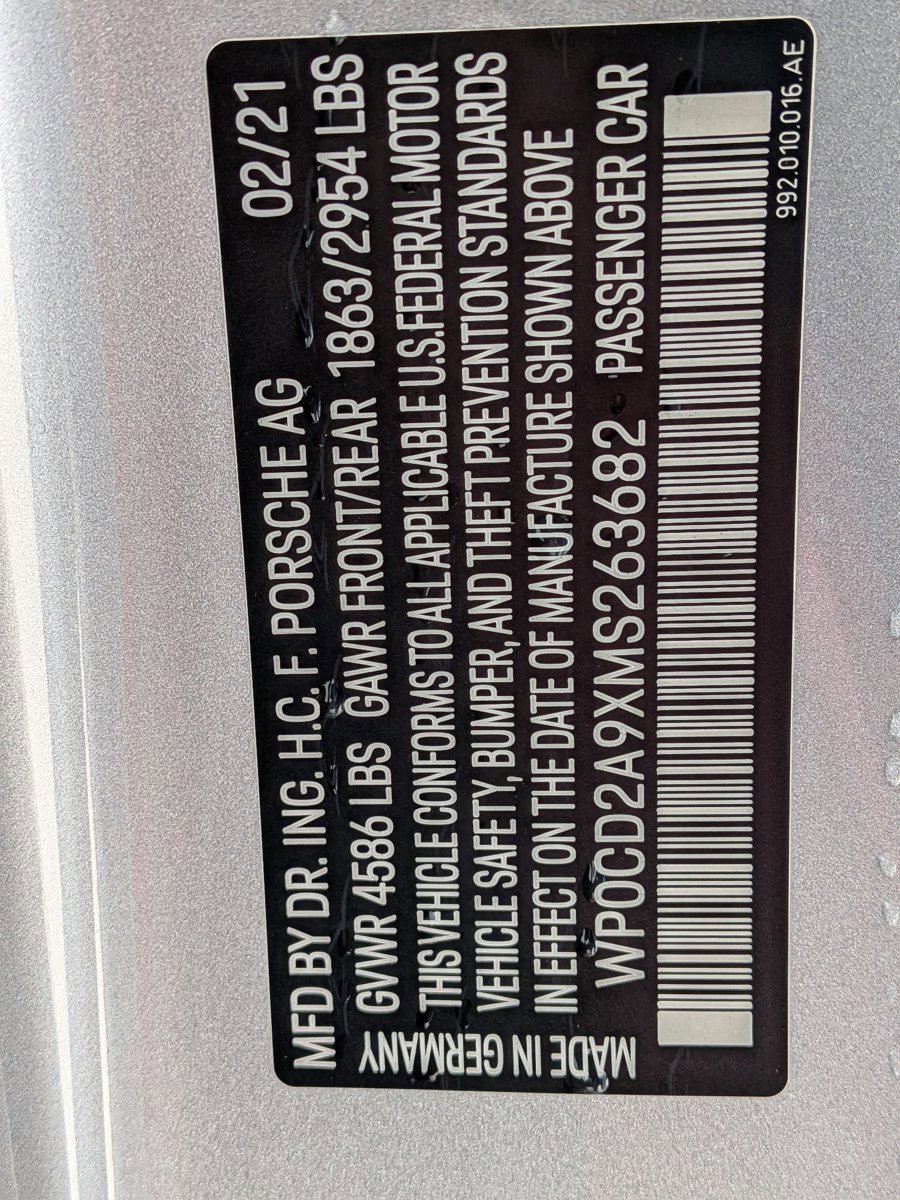 MFD BY DR. ING. H.C. F. PORSCHE AG 02/21
GVWR 4586 LBS GAWR FRONT/REAR 1863/2954 LBS
THIS VEHICLE CONFORMS TO ALL APPLICABLE U.S.FEDERAL MOTOR
VEHICLE SAFETY, BUMPER, AND THEFT PREVENTION STANDARDS
IN EFFECT ON THE DATE OF MANUFACTURE SHOWN ABOVE
WP0CD2A9XMS263682 PASSENGER CAR
MADE IN GERMANY
992.010.016.AE